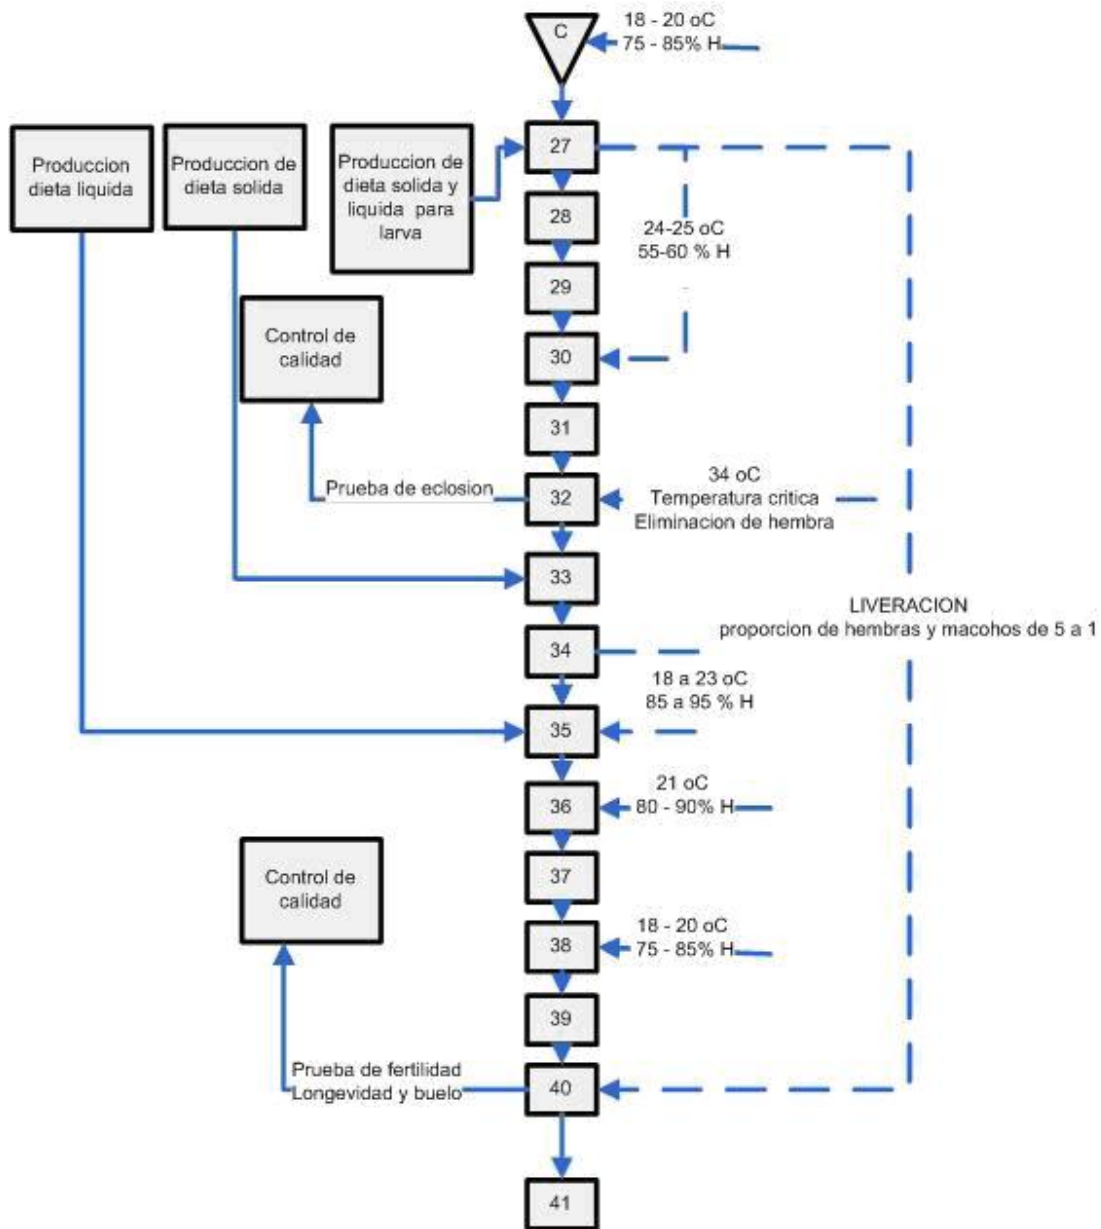 C
18 - 20 oC
75 - 85% H
Produccion
dieta liquida
Produccion de
dieta solida
Produccion de
dieta solida y
liquida para
larva
27
28
24-25 oC
55-60 % H
29
Control de
calidad
30
31
Prueba de eclosion
32
34 oC
Temperatura critica
Eliminacion de hembra
33
LIVERACION
proporcion de hembras y macohos de 5 a 1
34
18 a 23 oC
85 a 95 % H
35
36
21 oC
80 - 90% H
Control de
calidad
37
38
18 - 20 oC
75 - 85% H
39
Prueba de fertilidad
Longevidad y buelo
40
41